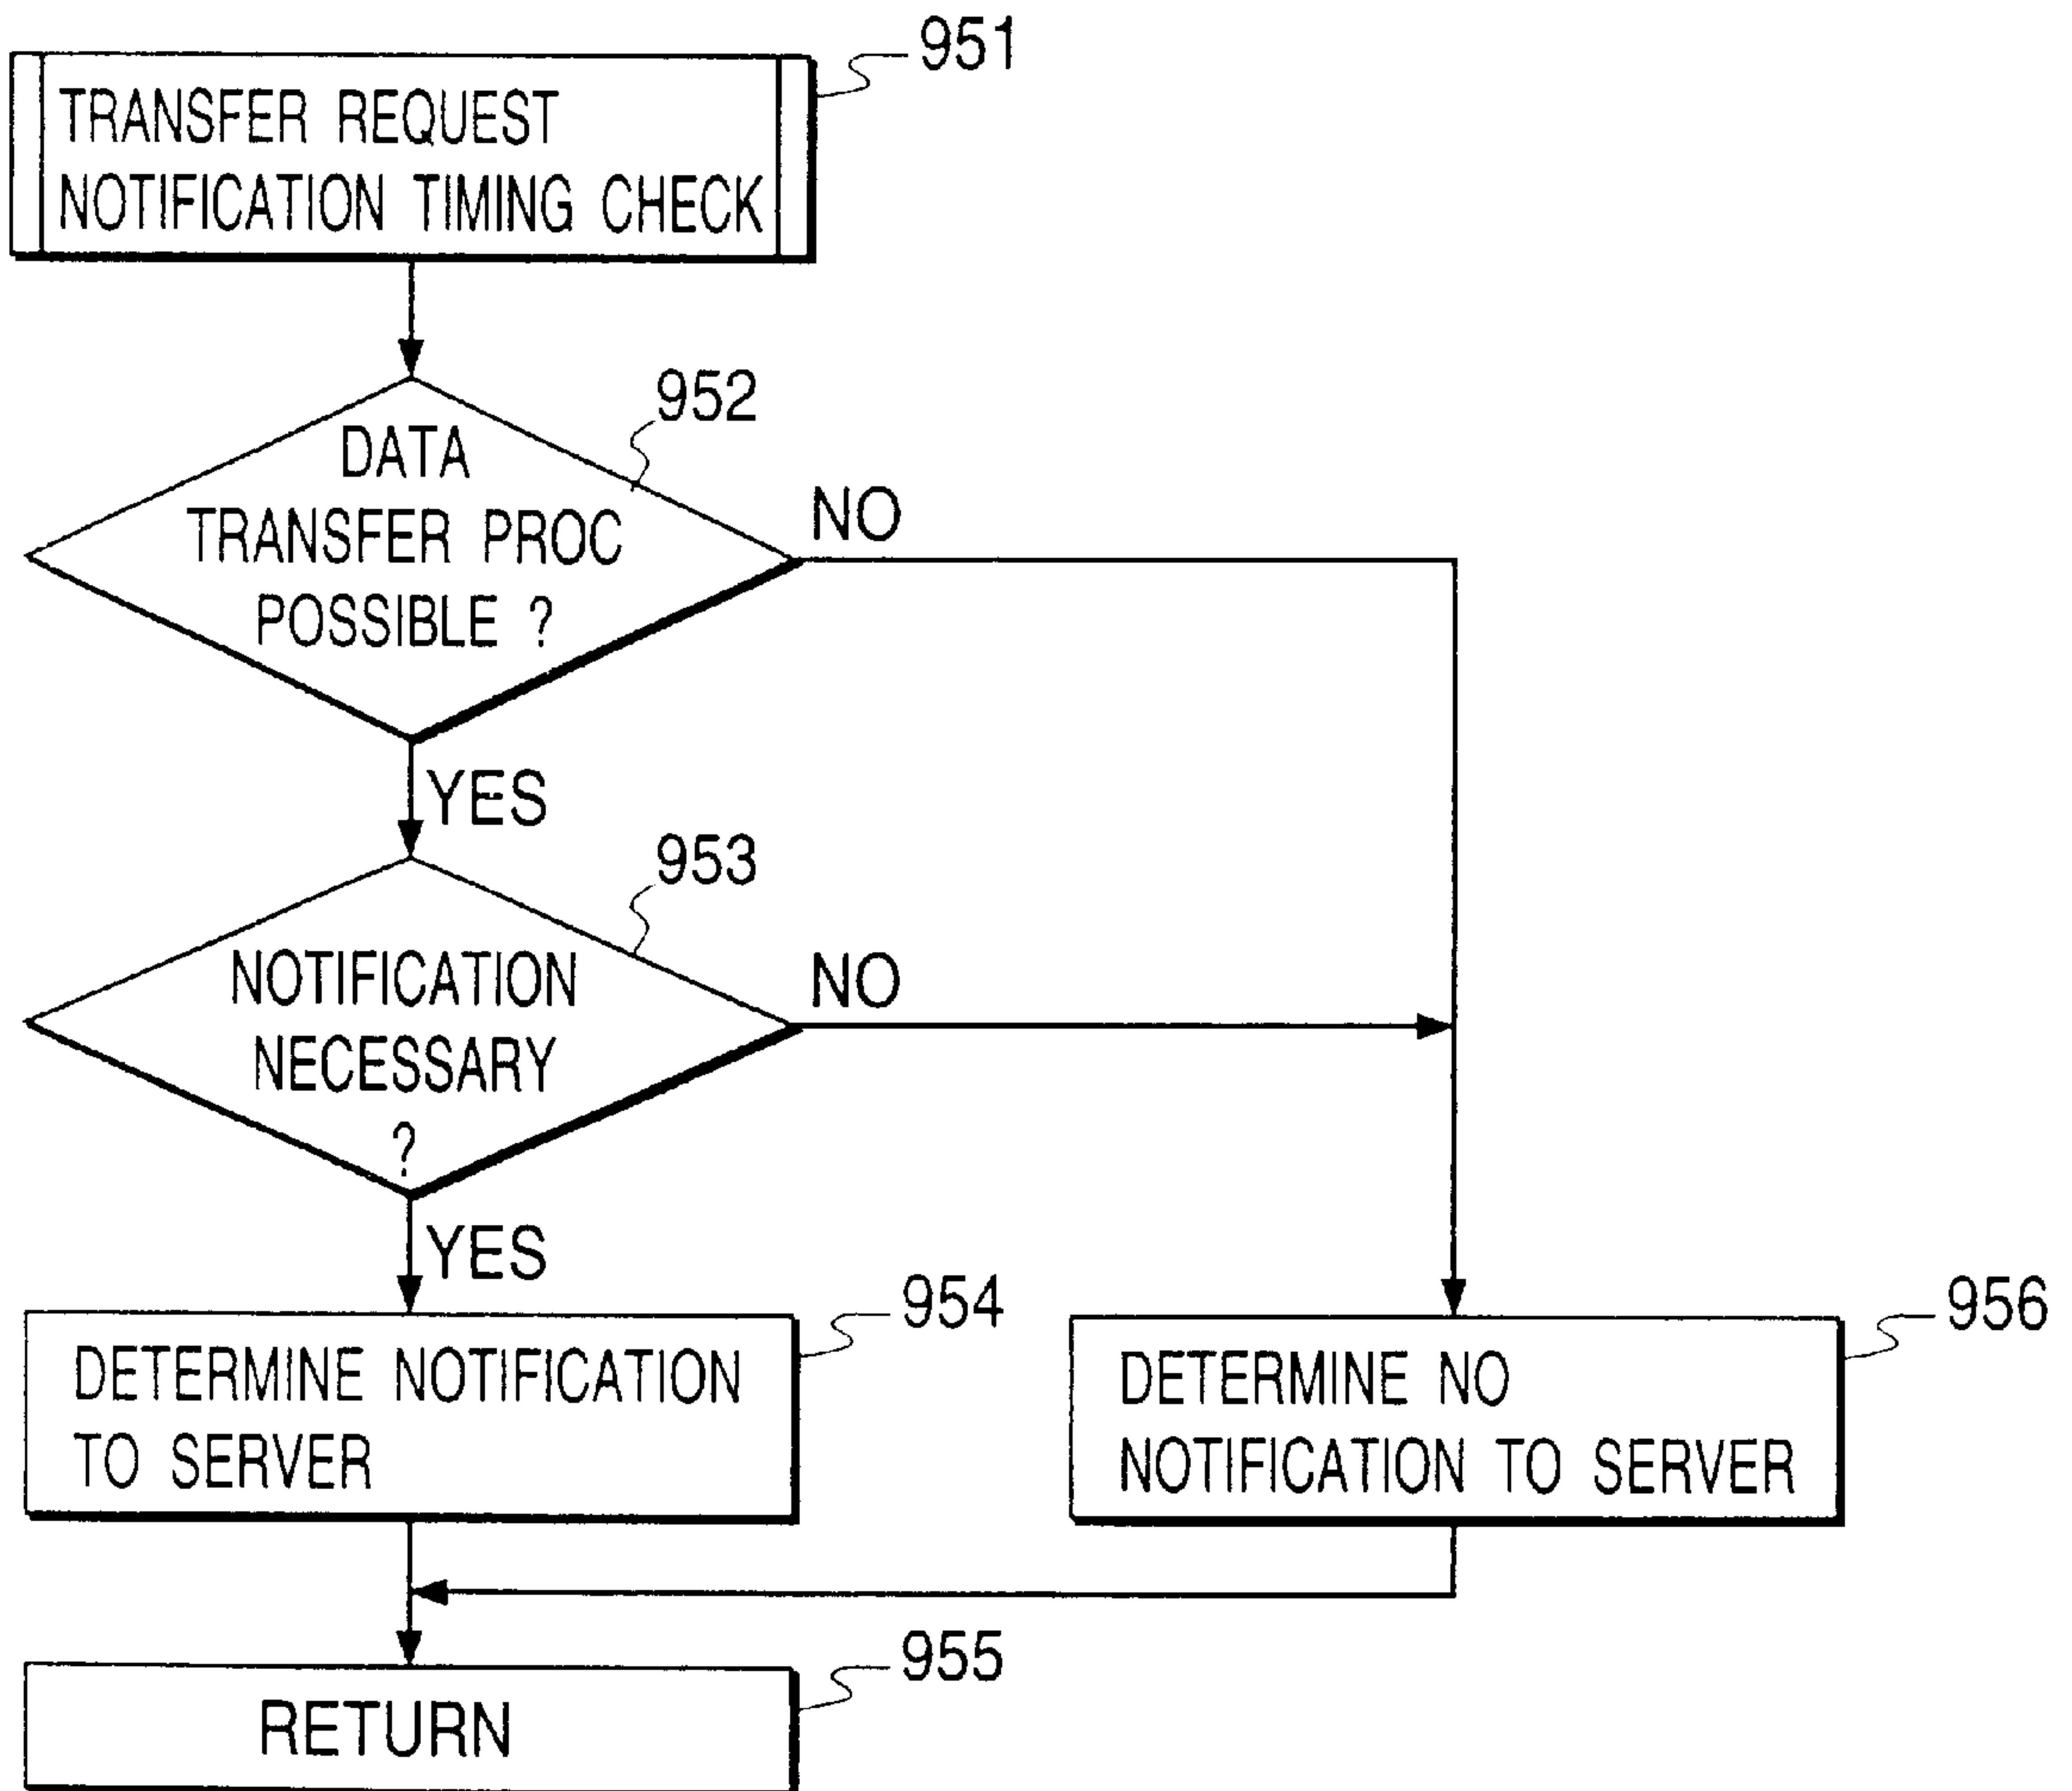 951
TRANSFER REQUEST
NOTIFICATION TIMING CHECK
952
DATA
TRANSFER PROC
POSSIBLE ?
NO
YES
953
NOTIFICATION
NECESSARY
?
NO
YES
954
DETERMINE NOTIFICATION
TO SERVER
956
DETERMINE NO
NOTIFICATION TO SERVER
955
RETURN